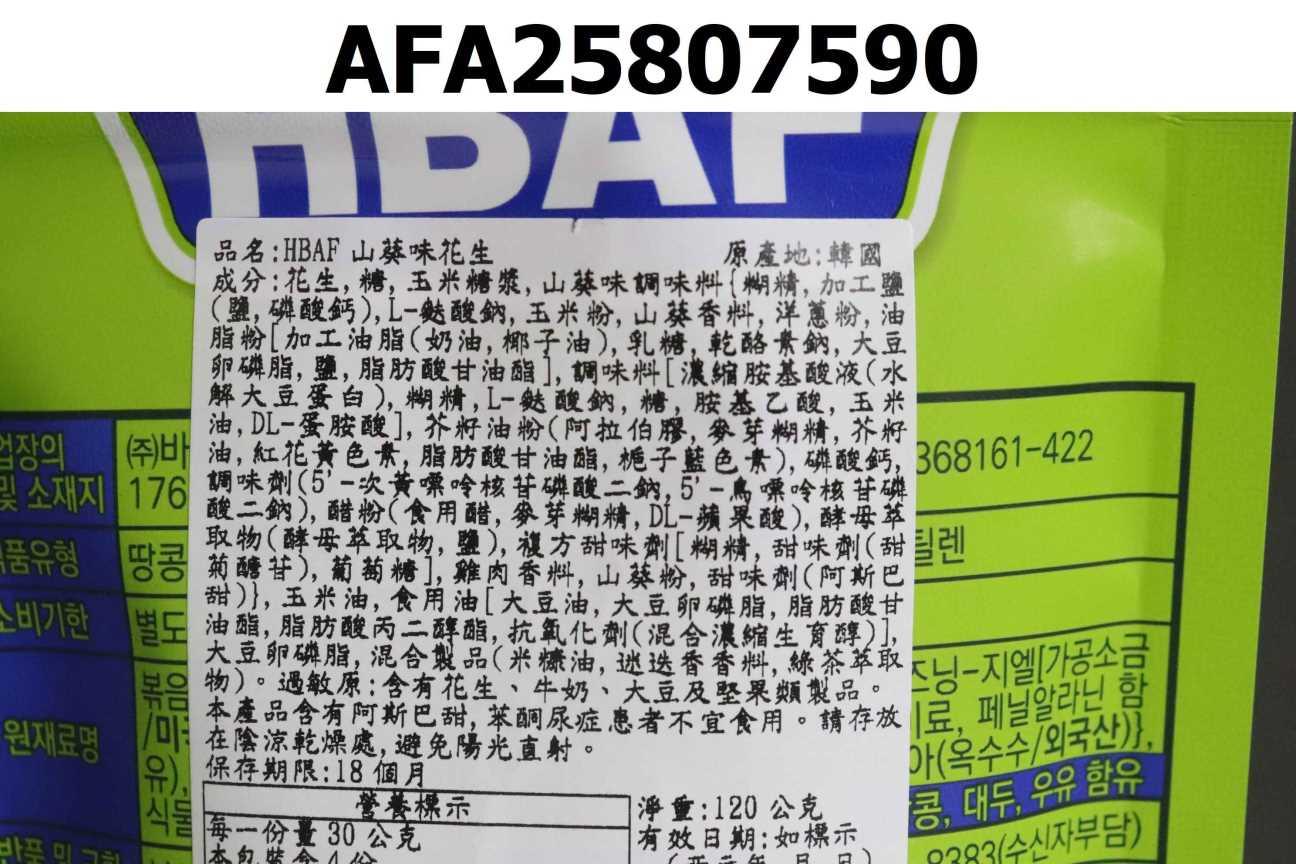 AFA25807590
HBAF
品名:HBAF 山葵味花生 原產地:韓國
成分:花生, 糖, 玉米糖漿, 山葵味調味料{糊精, 加工鹽
(鹽, 磷酸鈣), L-麩酸鈉, 玉米粉, 山葵香料, 洋蔥粉, 油
脂粉[加工油脂(奶油, 椰子油), 乳糖, 乾酪素鈉, 大豆
卵磷脂, 鹽, 脂肪酸甘油酯], 調味料[濃縮胺基酸液(水
解大豆蛋白), 糊精, L-麩酸鈉, 糖, 胺基乙酸, 玉米
油, DL-蛋胺酸], 芥籽油粉(阿拉伯膠, 麥芽糊精, 芥籽
油, 紅花黃色素, 脂肪酸甘油酯, 梔子藍色素), 磷酸鈣,
調味劑(5'-次黃嘌呤核苷磷酸二鈉, 5'-鳥嘌呤核苷磷
酸二鈉), 醋粉(食用醋, 麥芽糊精, DL-蘋果酸), 酵母萃
取物(酵母萃取物, 鹽), 複方甜味劑[糊精, 甜味劑(甜
菊醣苷), 葡萄糖], 雞肉香料, 山葵粉, 甜味劑(阿斯巴
甜)}, 玉米油, 食用油[大豆油, 大豆卵磷脂, 脂肪酸甘
油酯, 脂肪酸丙二醇酯, 抗氧化劑(混合濃縮生育醇)],
大豆卵磷脂, 混合製品(米糠油, 迷迭香香料, 綠茶萃取
物)。過敏原:含有花生、牛奶、大豆及堅果類製品。
本產品含有阿斯巴甜, 苯酮尿症患者不宜食用。請存放
在陰涼乾燥處, 避免陽光直射。
保存期限:18 個月
營養標示
每一份量 30 公克
本包裝含 4 份
淨重:120 公克
有效日期:如標示
업장의
및 소재지
(주)바
176
368161-422
품유형
땅콩
틸렌
소비기한
별도
원재료명
볶음
/미국
유),
식물
즈닝-지엘[가공소금
료, 페닐알라닌 함
아(옥수수/외국산)},
콩, 대두, 우유 함유
8383(수신자부담)